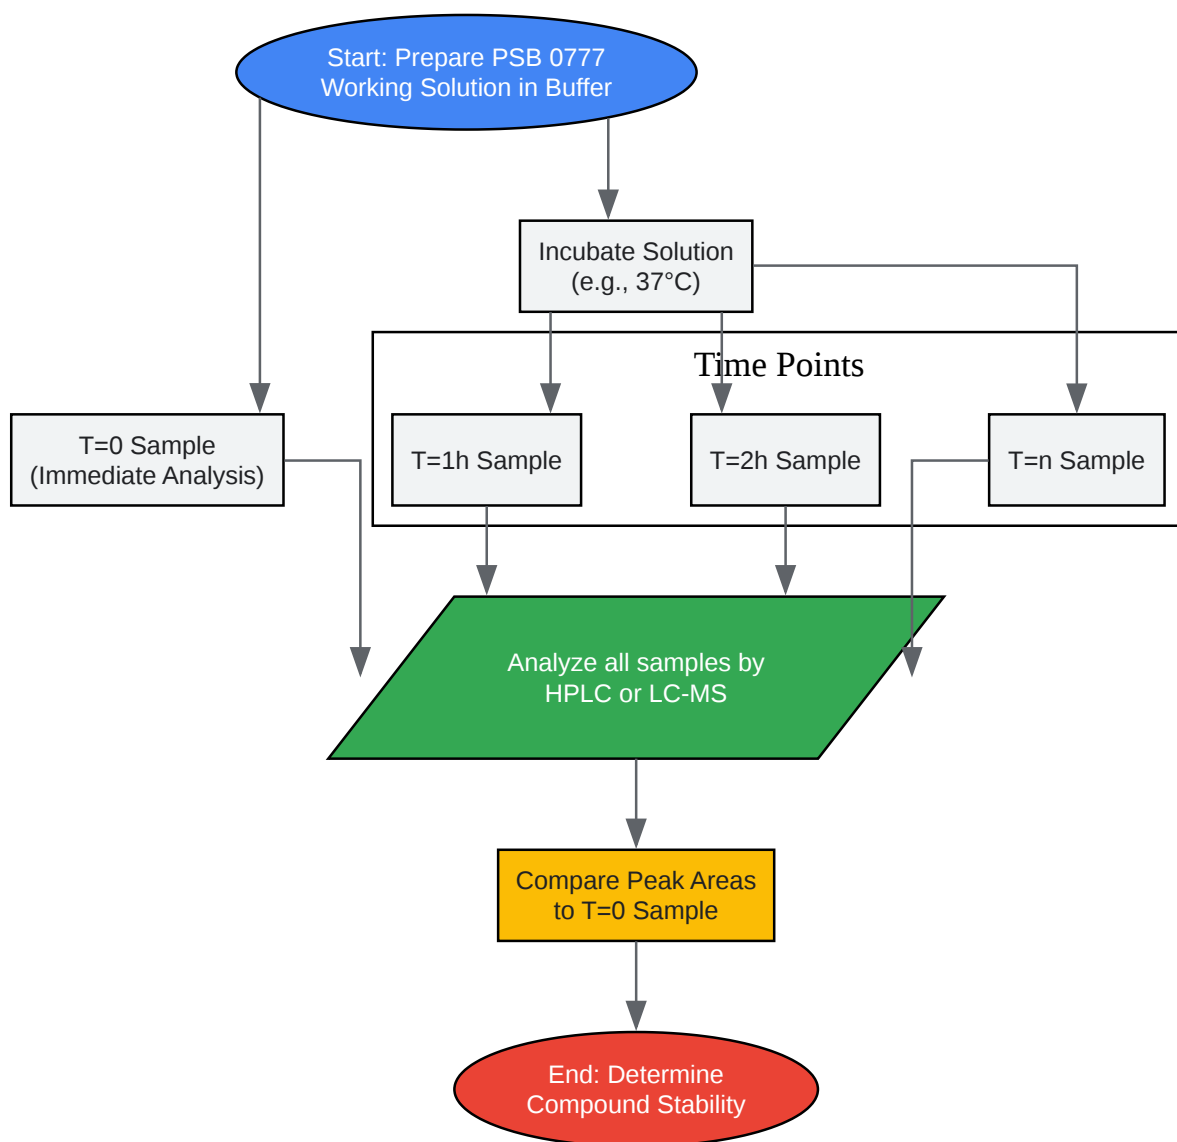 Start: Prepare PSB 0777
Working Solution in Buffer
Incubate Solution
(e.g., 37°C)
Time Points
T=0 Sample
(Immediate Analysis)
T=1h Sample
T=2h Sample
T=n Sample
Analyze all samples by
HPLC or LC-MS
Compare Peak Areas
to T=0 Sample
End: Determine
Compound Stability